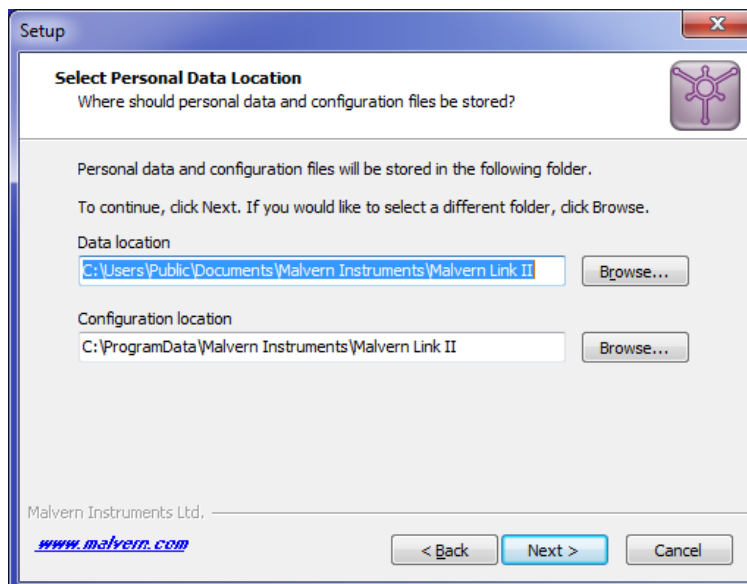 Setup
Select Personal Data Location
Where should personal data and configuration files be stored?
Personal data and configuration files will be stored in the following folder.
To continue, click Next. If you would like to select a different folder, click Browse.
Data location
C:\Users\Public\Documents\Malvern Instruments\Malvern Link II
Browse...
Configuration location
C:\ProgramData\Malvern Instruments\Malvern Link II
Browse...
Malvern Instruments Ltd.
www.malvern.com
< Back
Next >
Cancel